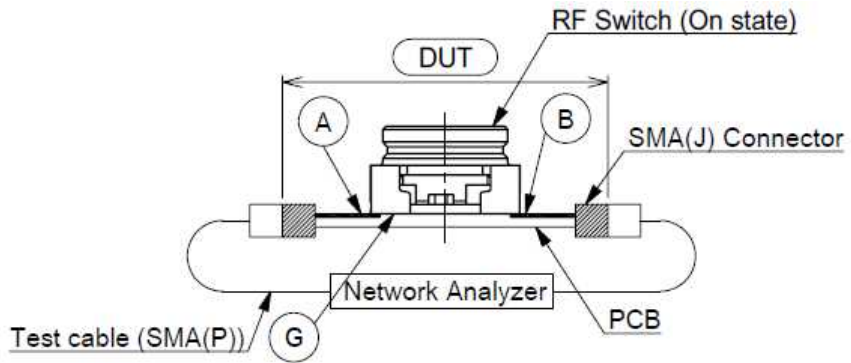 RF Switch (On state)
DUT
A
B
SMA(J) Connector
Network Analyzer
PCB
Test cable (SMA(P))
G